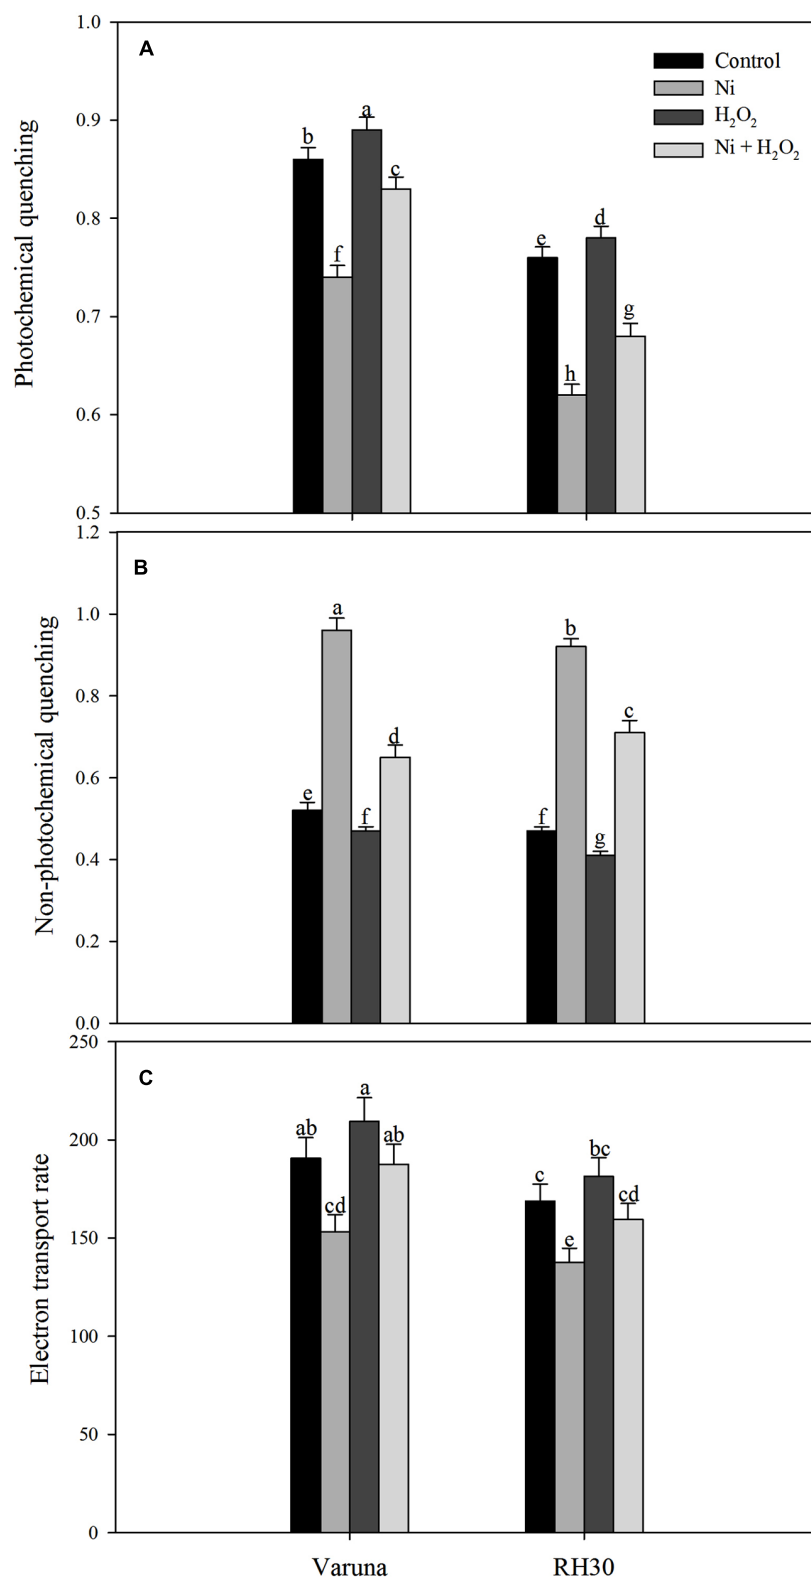 A
Control
Ni
H₂O₂
Ni + H₂O₂
Photochemical quenching
1.0
0.9
0.8
0.7
0.6
0.5
b
f
a
c
e
h
d
g
B
Non-photochemical quenching
1.2
1.0
0.8
0.6
0.4
0.2
0.0
e
a
f
d
f
b
g
c
C
Electron transport rate
250
200
150
100
50
0
ab
cd
a
ab
c
e
bc
cd
Varuna
RH30